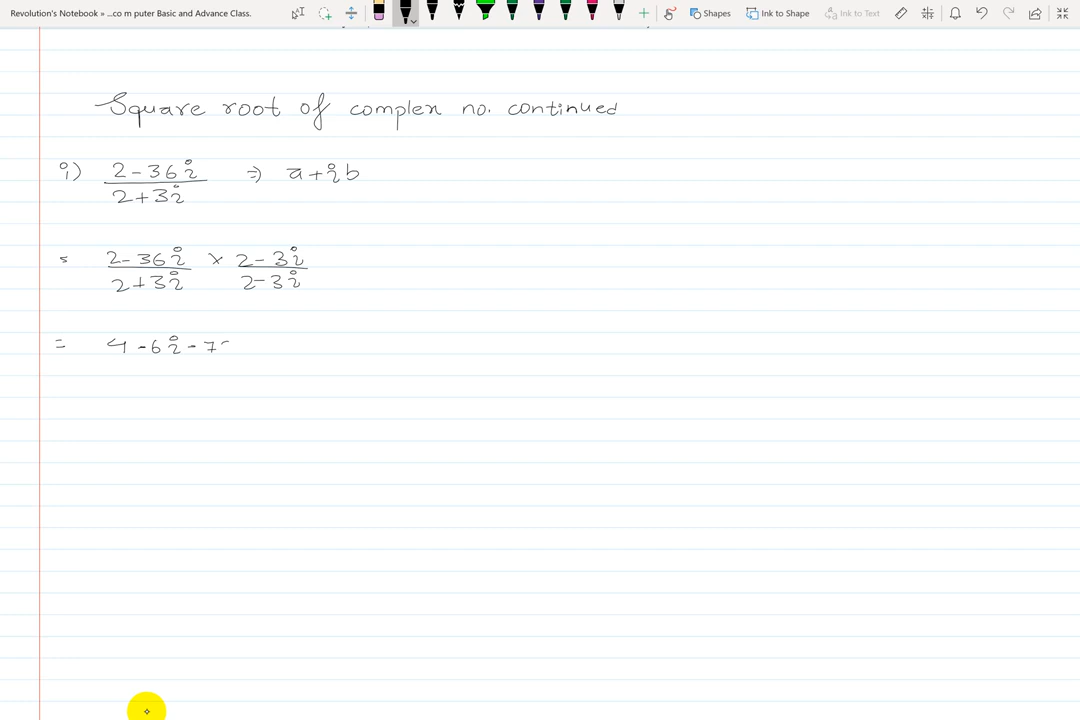 Revolution's Notebook » ...co m puter Basic and Advance Class.
Shapes
Ink to Shape
Ink to Text
Square root of complex no. continued
i) 2-36i / 2+3i ⇒ a+ib
= 2-36i / 2+3i × 2-3i / 2-3i
= 4-6i-7